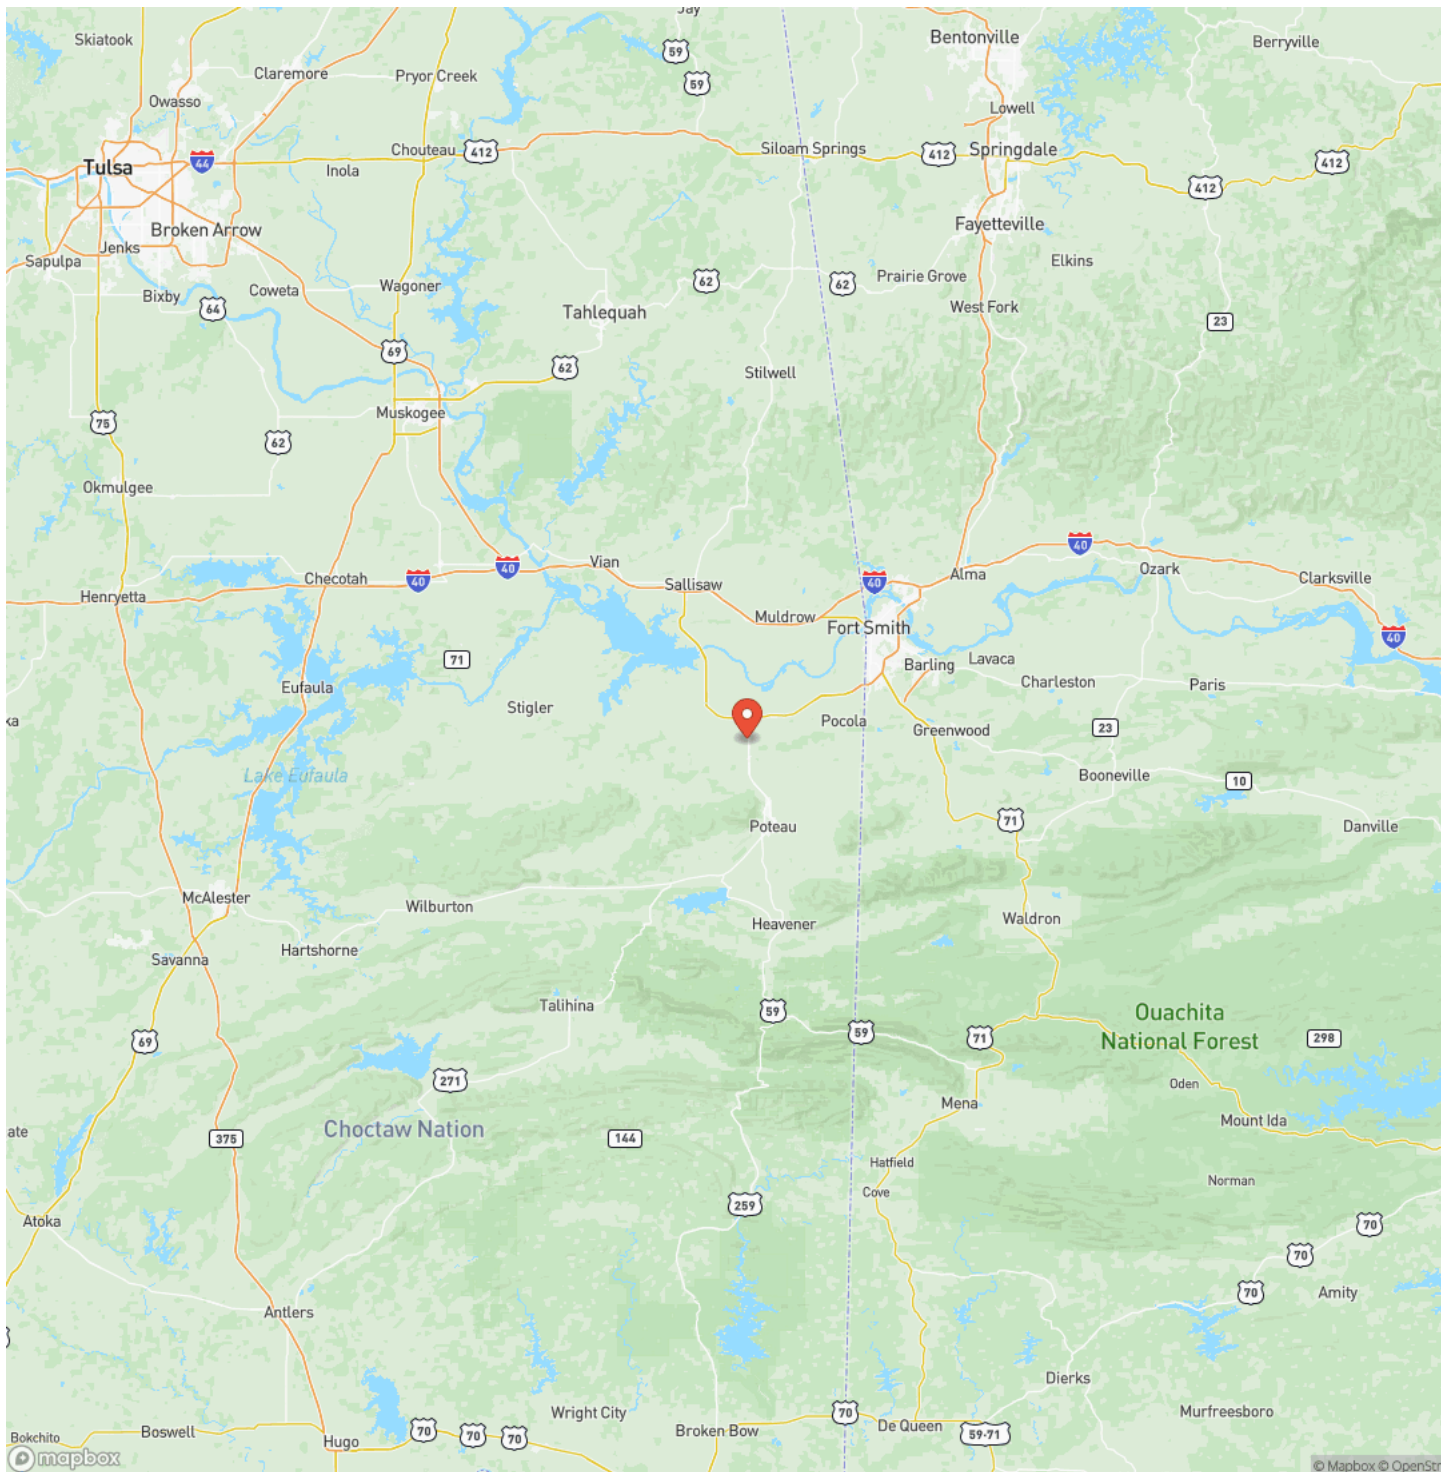 Jay
Skiatook
59
Bentonville
Berryville
Claremore
Pryor Creek
59
Owasso
Lowell
412
Chouteau
44
Inola
Tulsa
Siloam Springs
412
Springdale
412
412
Broken Arrow
Fayetteville
Jenks
Sapulpa
Elkins
Bixby
Coweta
Wagoner
62
62
Prairie Grove
64
Tahlequah
West Fork
23
69
62
Stilwell
75
Muskogee
62
Okmulgee
40
Vian
40
Checotah
40
Henryetta
Sallisaw
40
Alma
Ozark
Clarksville
Muldrow
Fort Smith
40
71
Barling
Lavaca
Charleston
Paris
Eufaula
Stigler
Pocola
Greenwood
23
ka
Lake Eufaula
Booneville
10
Poteau
71
Danville
McAlester
Wilburton
Heavener
Waldron
Hartshorne
Savanna
Talihina
59
59
71
Ouachita
National Forest
298
69
271
Oden
Mena
Mount Ida
ate
375
Choctaw Nation
144
Hatfield
Cove
Norman
259
Atoka
70
70
70
Amity
Antlers
Dierks
Wright City
70
Murfreesboro
Bokchito
Boswell
Hugo
70
70
70
Broken Bow
De Queen
59-71
mapbox
© Mapbox © OpenStr